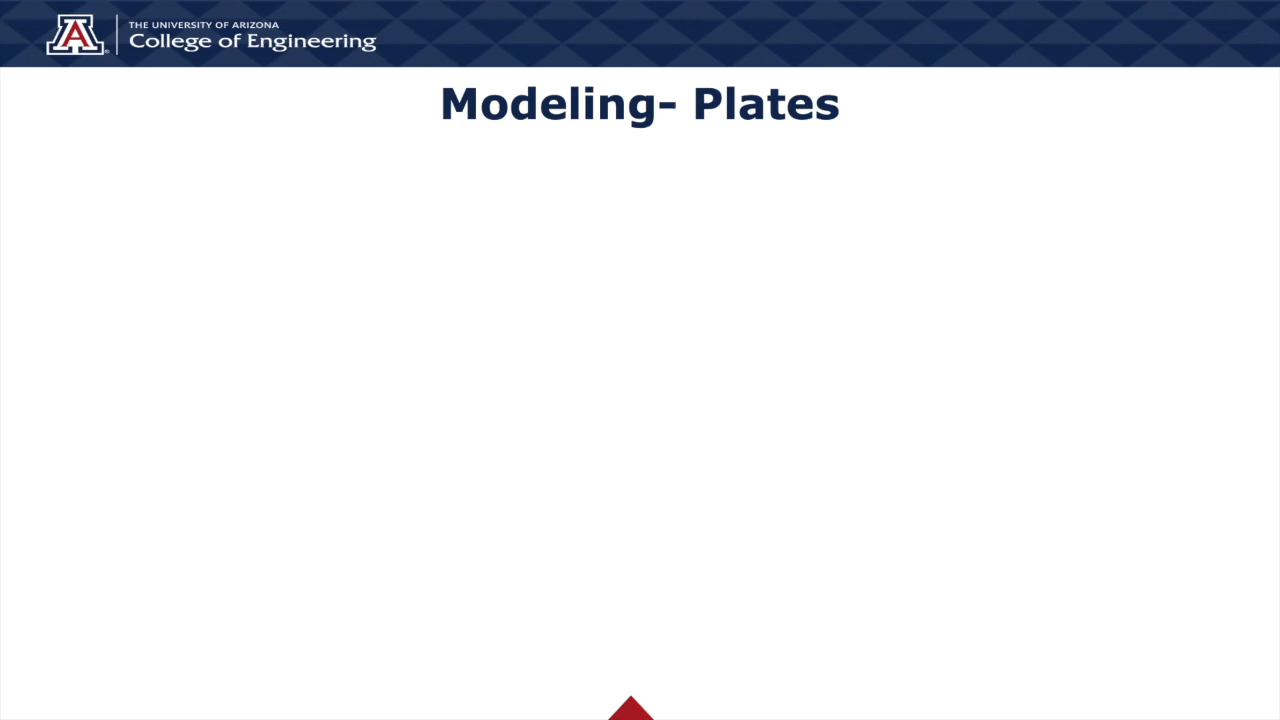 A
THE UNIVERSITY OF ARIZONA
College of Engineering
Modeling- Plates